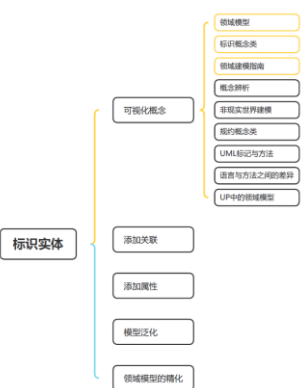 领域模型
标识概念类
领域建模指南
概念辨析
可视化概念
非现实世界建模
规约概念类
UML标记与方法
语言与方法之间的差异
UP中的领域模型
标识实体
添加关联
添加属性
模型泛化
领域模型的精化